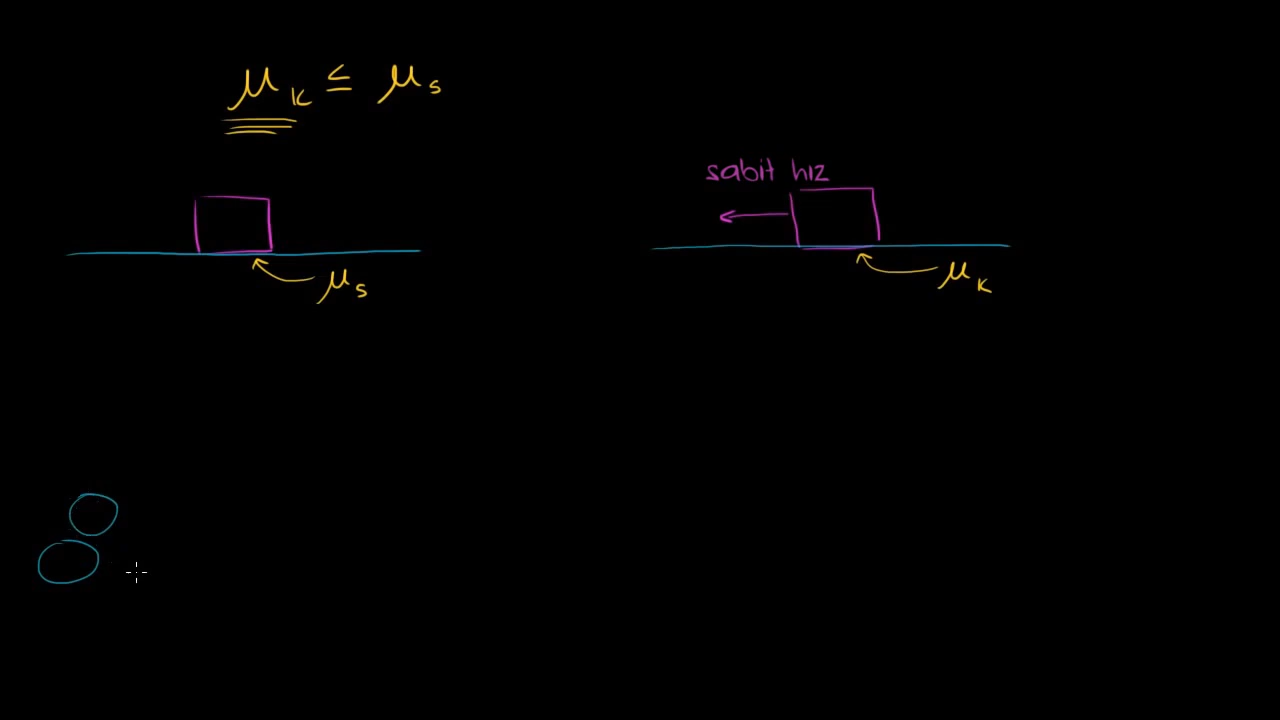 μₖ ≤ μₛ
sabit hız
μₛ
μₖ